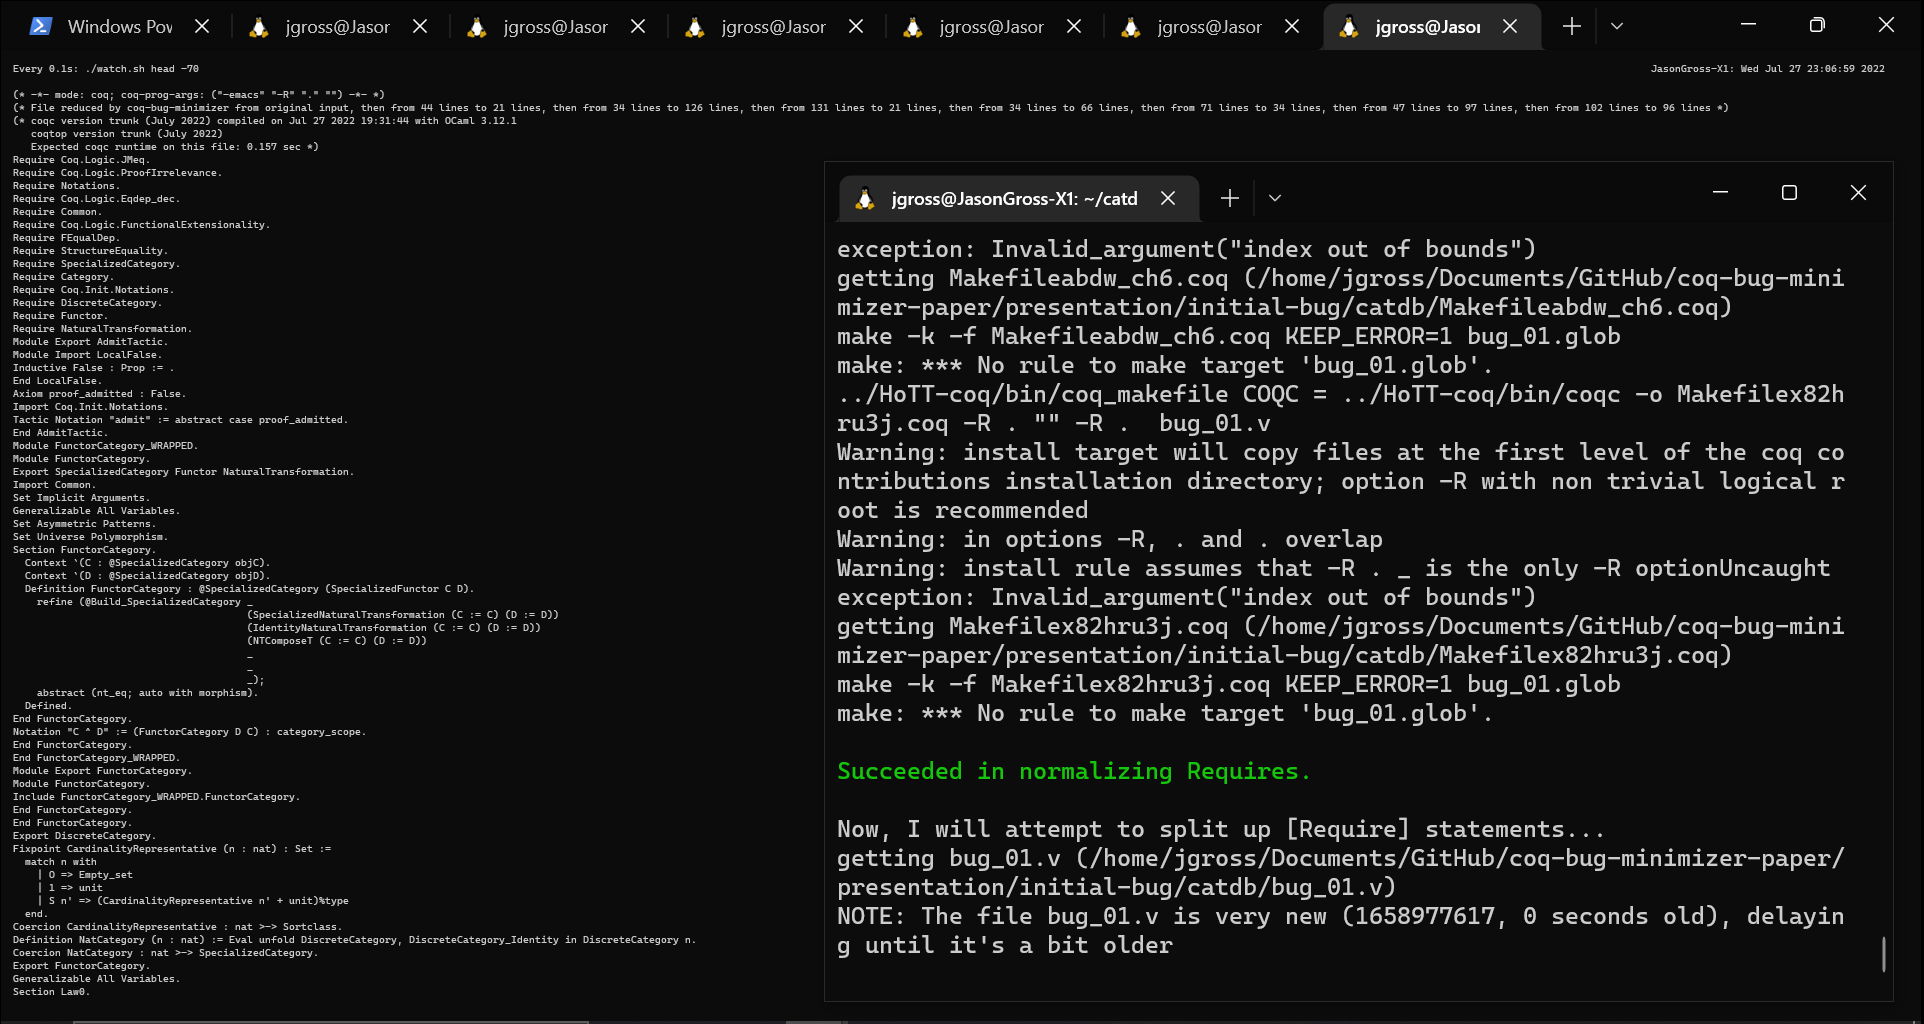 Windows Pov
jgross@Jasor
jgross@Jasor
jgross@Jasor
jgross@Jasor
jgross@Jasor
jgross@Jasor
Every 0.1s: ./watch.sh head -70
JasonGross-X1: Wed Jul 27 23:06:59 2022
(* -*- mode: coq; coq-prog-args: ("-emacs" "-R" "." "") -*- *)
(* File reduced by coq-bug-minimizer from original input, then from 44 lines to 21 lines, then from 34 lines to 126 lines, then from 131 lines to 21 lines, then from 34 lines to 66 lines, then from 71 lines to 34 lines, then from 47 lines to 97 lines, then from 102 lines to 96 lines *)
(* coqc version trunk (July 2022) compiled on Jul 27 2022 19:31:44 with OCaml 3.12.1
   coqtop version trunk (July 2022)
   Expected coqc runtime on this file: 0.157 sec *)
Require Coq.Logic.JMeq.
Require Coq.Logic.ProofIrrelevance.
Require Notations.
Require Coq.Logic.Eqdep_dec.
Require Common.
Require Coq.Logic.FunctionalExtensionality.
Require FEqualDep.
Require StructureEquality.
Require SpecializedCategory.
Require Category.
Require Coq.Init.Notations.
Require DiscreteCategory.
Require Functor.
Require NaturalTransformation.
Module Export AdmitTactic.
Module Import LocalFalse.
Inductive False : Prop := .
End LocalFalse.
Axiom proof_admitted : False.
Import Coq.Init.Notations.
Tactic Notation "admit" := abstract case proof_admitted.
End AdmitTactic.
Module FunctorCategory_WRAPPED.
Module FunctorCategory.
Export SpecializedCategory Functor NaturalTransformation.
Import Common.
Set Implicit Arguments.
Generalizable All Variables.
Set Asymmetric Patterns.
Set Universe Polymorphism.
Section FunctorCategory.
  Context `(C : @SpecializedCategory objC).
  Context `(D : @SpecializedCategory objD).
  Definition FunctorCategory : @SpecializedCategory (SpecializedFunctor C D).
    refine (@Build_SpecializedCategory _
                                       (SpecializedNaturalTransformation (C := C) (D := D))
                                       (IdentityNaturalTransformation (C := C) (D := D))
                                       (NTComposeT (C := C) (D := D))
                                       _
                                       _
                                       _);
    abstract (nt_eq; auto with morphism).
  Defined.
End FunctorCategory.
Notation "C ^ D" := (FunctorCategory D C) : category_scope.
End FunctorCategory.
End FunctorCategory_WRAPPED.
Module Export FunctorCategory.
Module FunctorCategory.
Include FunctorCategory_WRAPPED.FunctorCategory.
End FunctorCategory.
End FunctorCategory.
Export DiscreteCategory.
Fixpoint CardinalityRepresentative (n : nat) : Set :=
  match n with
    | O => Empty_set
    | 1 => unit
    | S n' => (CardinalityRepresentative n' + unit)%type
  end.
Coercion CardinalityRepresentative : nat >-> Sortclass.
Definition NatCategory (n : nat) := Eval unfold DiscreteCategory, DiscreteCategory_Identity in DiscreteCategory n.
Coercion NatCategory : nat >-> SpecializedCategory.
Export FunctorCategory.
Generalizable All Variables.
Section Law0.
jgross@JasonGross-X1: ~/catd
exception: Invalid_argument("index out of bounds")
getting Makefileabdw_ch6.coq (/home/jgross/Documents/GitHub/coq-bug-mini
mizer-paper/presentation/initial-bug/catdb/Makefileabdw_ch6.coq)
make -k -f Makefileabdw_ch6.coq KEEP_ERROR=1 bug_01.glob
make: *** No rule to make target 'bug_01.glob'.
../HoTT-coq/bin/coq_makefile COQC = ../HoTT-coq/bin/coqc -o Makefilex82h
ru3j.coq -R . "" -R .  bug_01.v
Warning: install target will copy files at the first level of the coq co
ntributions installation directory; option -R with non trivial logical r
oot is recommended
Warning: in options -R, . and . overlap
Warning: install rule assumes that -R . _ is the only -R optionUncaught
exception: Invalid_argument("index out of bounds")
getting Makefilex82hru3j.coq (/home/jgross/Documents/GitHub/coq-bug-mini
mizer-paper/presentation/initial-bug/catdb/Makefilex82hru3j.coq)
make -k -f Makefilex82hru3j.coq KEEP_ERROR=1 bug_01.glob
make: *** No rule to make target 'bug_01.glob'.
Succeeded in normalizing Requires.
Now, I will attempt to split up [Require] statements...
getting bug_01.v (/home/jgross/Documents/GitHub/coq-bug-minimizer-paper/
presentation/initial-bug/catdb/bug_01.v)
NOTE: The file bug_01.v is very new (1658977617, 0 seconds old), delayin
g until it's a bit older